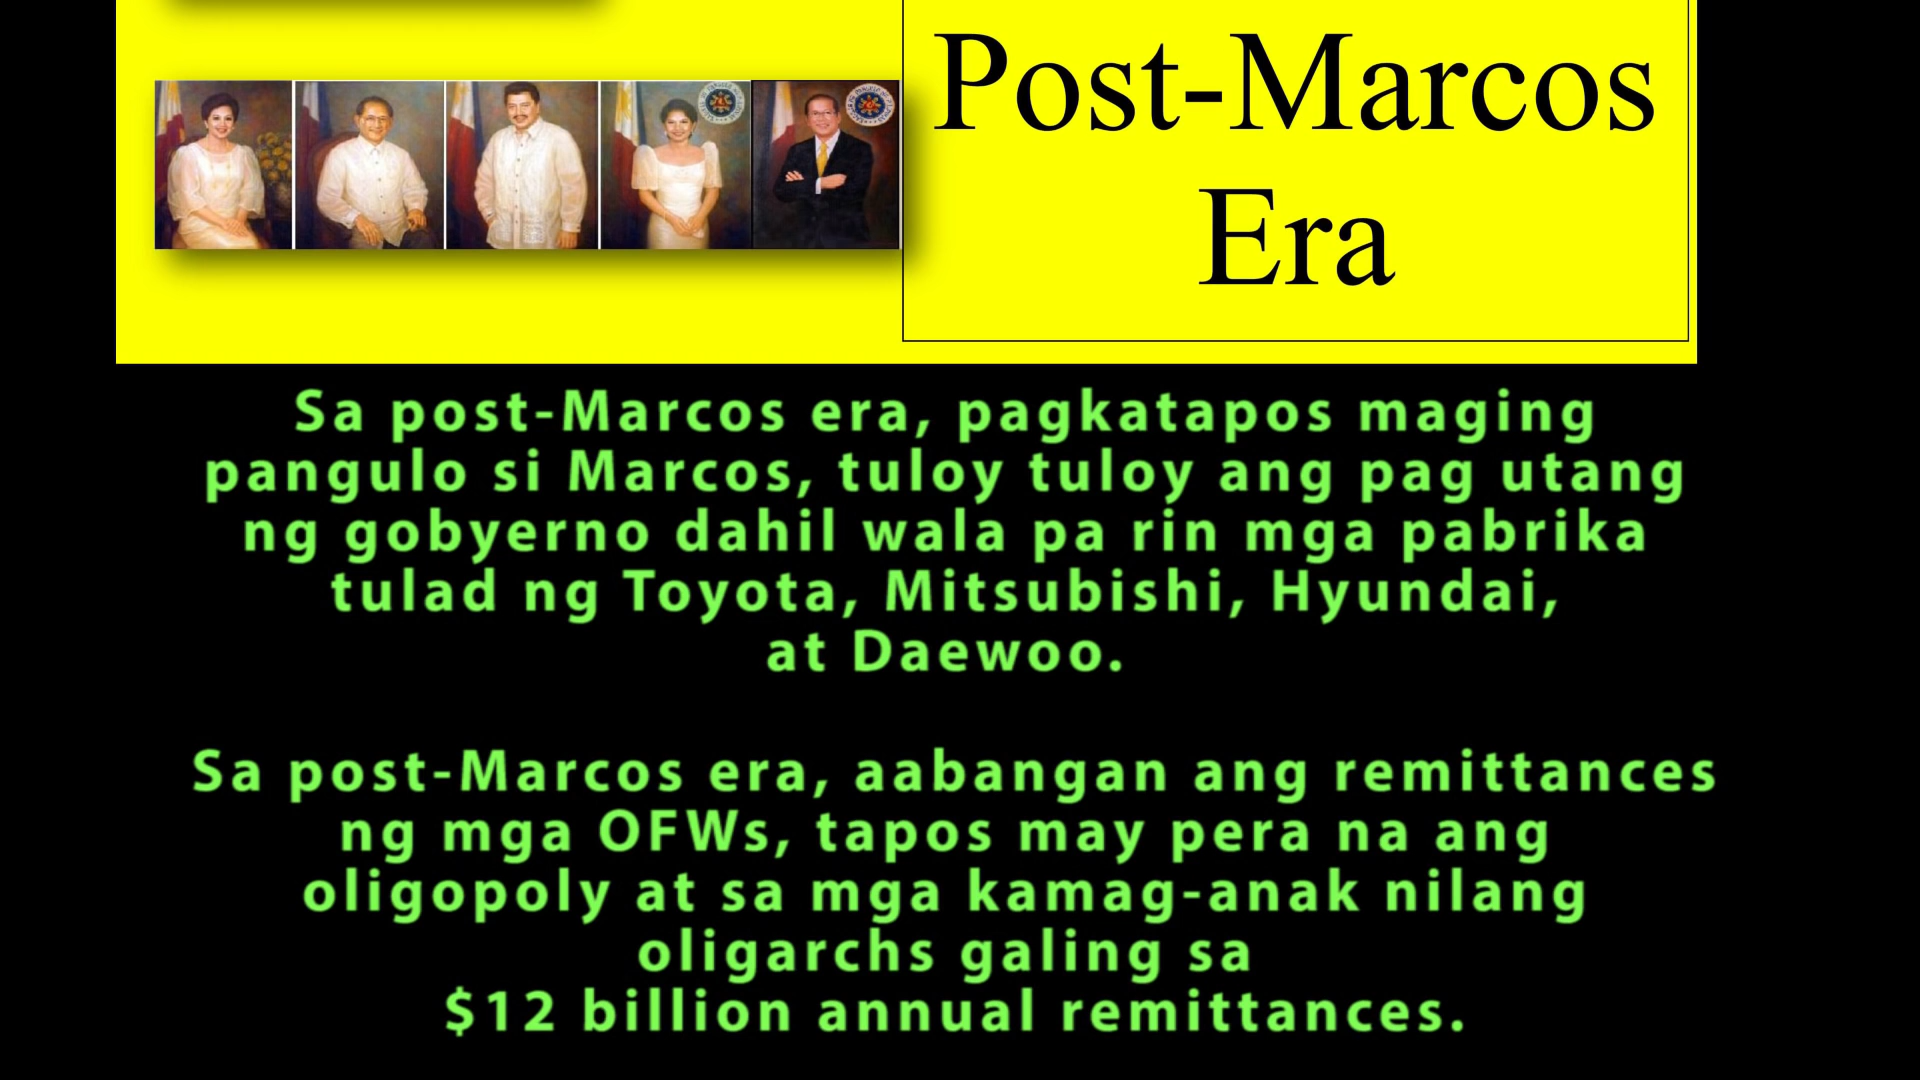 Post-Marcos
Era
Sa post-Marcos era, pagkatapos maging
pangulo si Marcos, tuloy tuloy ang pag utang
ng gobyerno dahil wala pa rin mga pabrika
tulad ng Toyota, Mitsubishi, Hyundai,
at Daewoo.
Sa post-Marcos era, aabangan ang remittances
ng mga OFWs, tapos may pera na ang
oligopoly at sa mga kamag-anak nilang
oligarchs galing sa
$12 billion annual remittances.